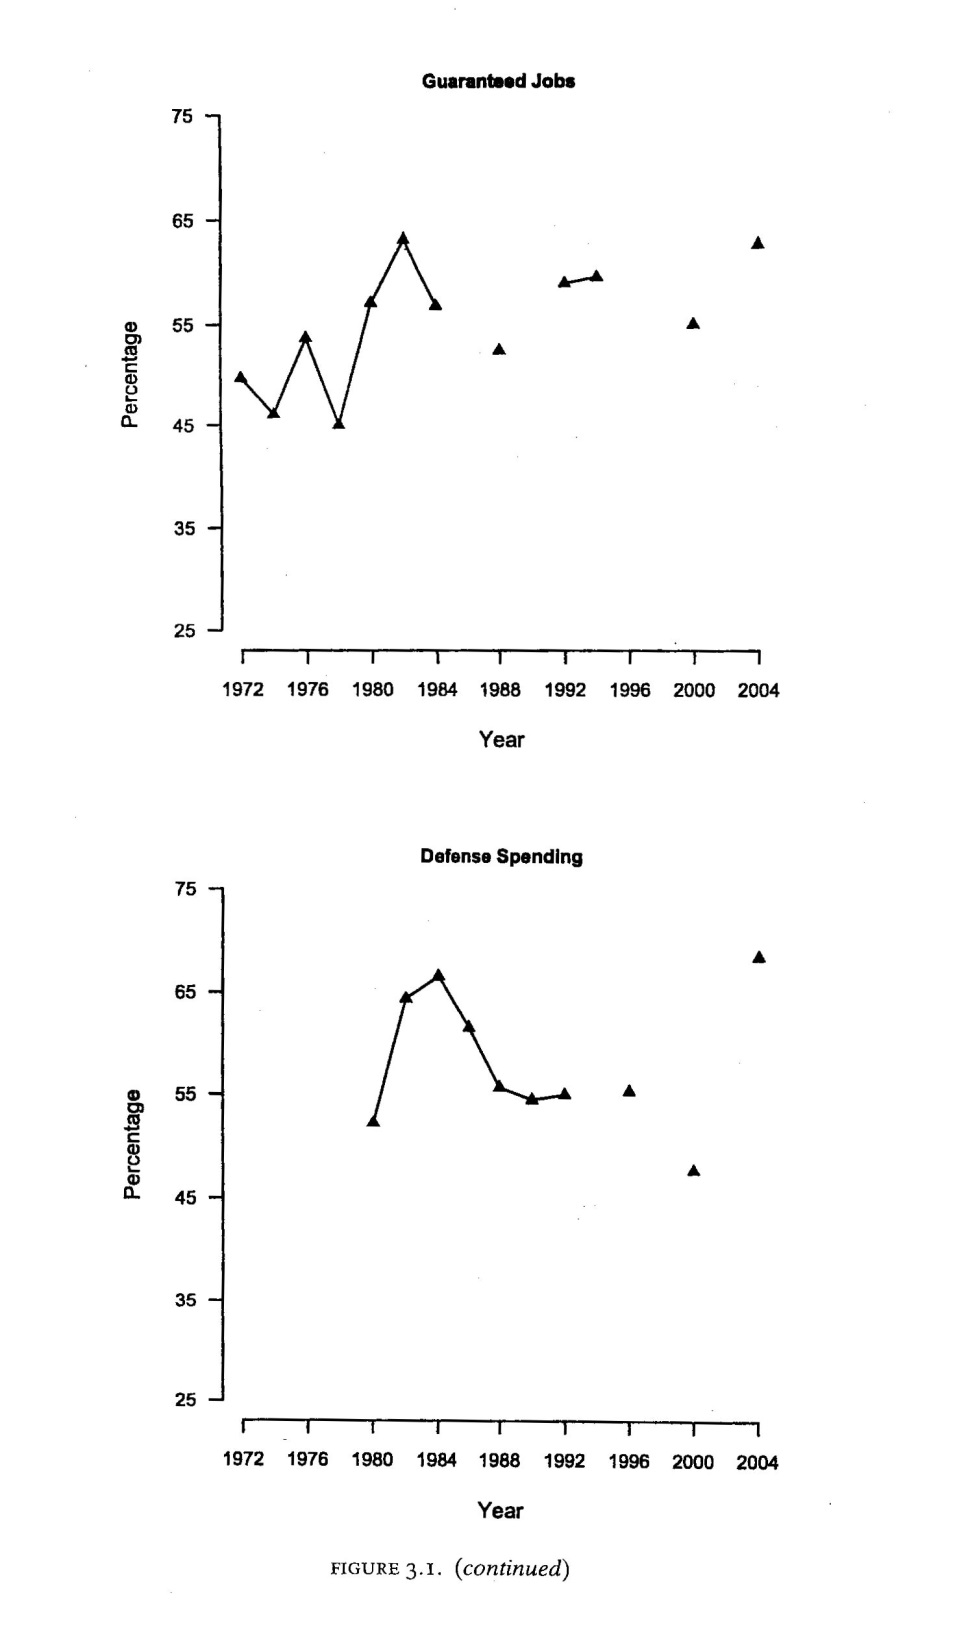 Guaranteed Jobs
75
65
55
45
35
25
Percentage
1972 1976 1980 1984 1988 1992 1996 2000 2004
Year
Defense Spending
75
65
55
45
35
25
Percentage
1972 1976 1980 1984 1988 1992 1996 2000 2004
Year
FIGURE 3.1. (continued)